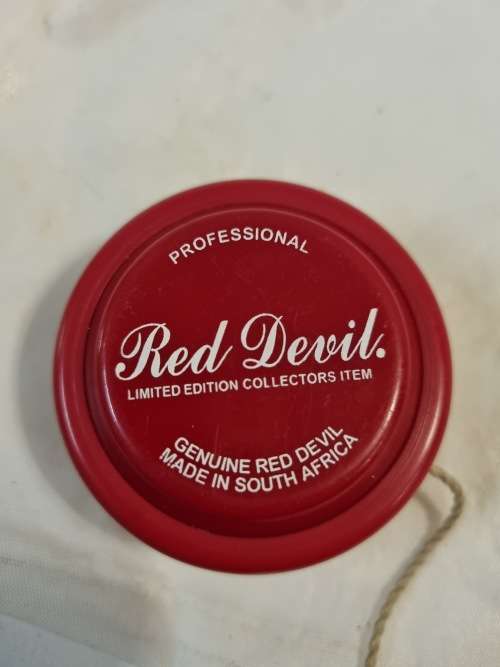 PROFESSIONAL
Red Devil.
LIMITED EDITION COLLECTORS ITEM
GENUINE RED DEVIL
MADE IN SOUTH AFRICA